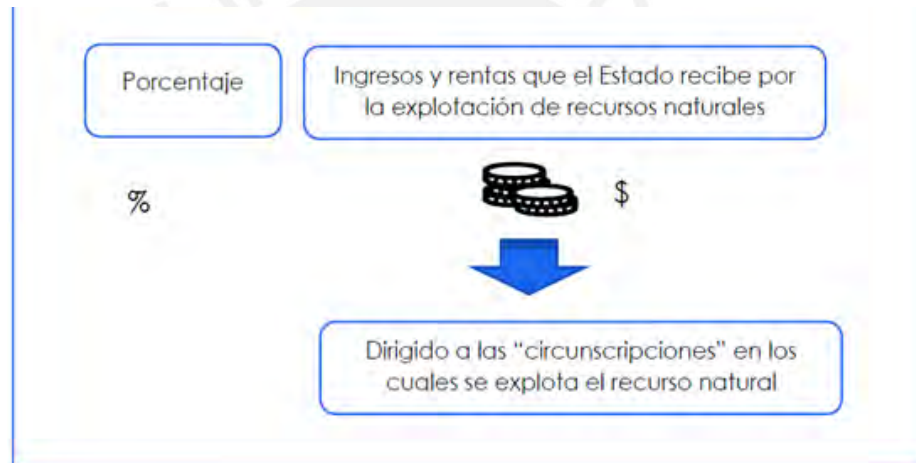 Porcentaje
Ingresos y rentas que el Estado recibe por
la explotación de recursos naturales
%
$
Dirigido a las “circunscripciones” en los
cuales se explota el recurso natural